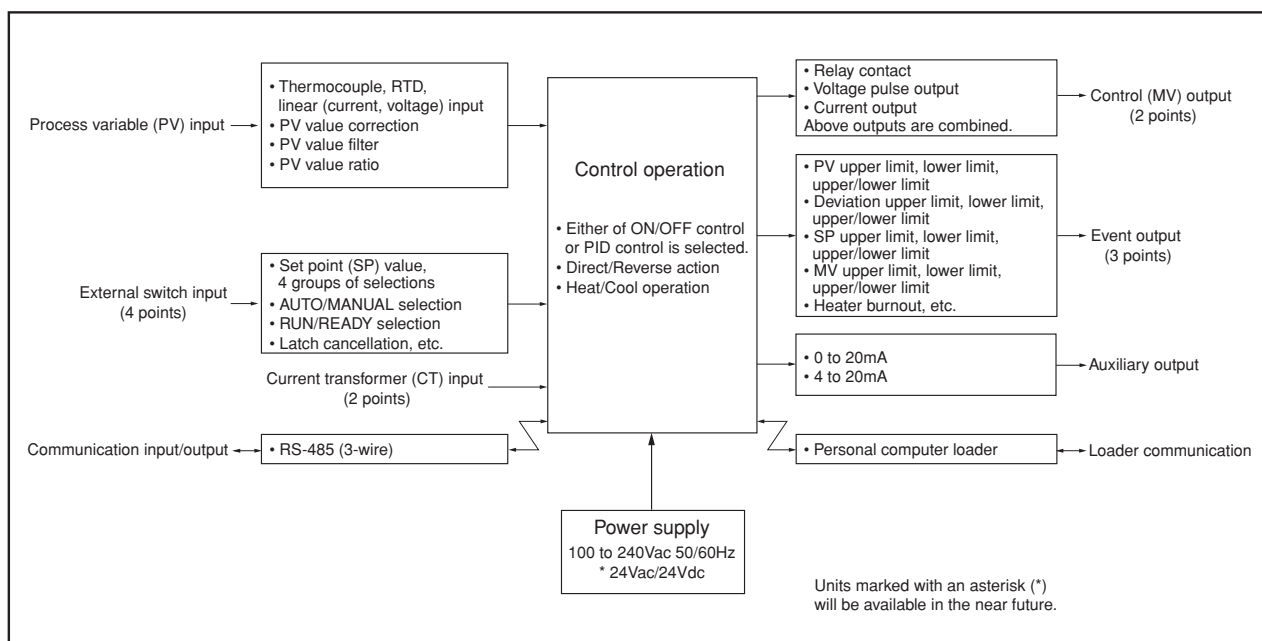 Process variable (PV) input
• Thermocouple, RTD,
linear (current, voltage) input
• PV value correction
• PV value filter
• PV value ratio
External switch input
(4 points)
• Set point (SP) value,
4 groups of selections
• AUTO/MANUAL selection
• RUN/READY selection
• Latch cancellation, etc.
Current transformer (CT) input
(2 points)
Communication input/output
• RS-485 (3-wire)
Control operation
• Either of ON/OFF control
or PID control is selected.
• Direct/Reverse action
• Heat/Cool operation
Power supply
100 to 240Vac 50/60Hz
* 24Vac/24Vdc
• Relay contact
• Voltage pulse output
• Current output
Above outputs are combined.
Control (MV) output
(2 points)
• PV upper limit, lower limit,
upper/lower limit
• Deviation upper limit, lower limit,
upper/lower limit
• SP upper limit, lower limit,
upper/lower limit
• MV upper limit, lower limit,
upper/lower limit
• Heater burnout, etc.
Event output
(3 points)
• 0 to 20mA
• 4 to 20mA
Auxiliary output
• Personal computer loader
Loader communication
Units marked with an asterisk (*)
will be available in the near future.